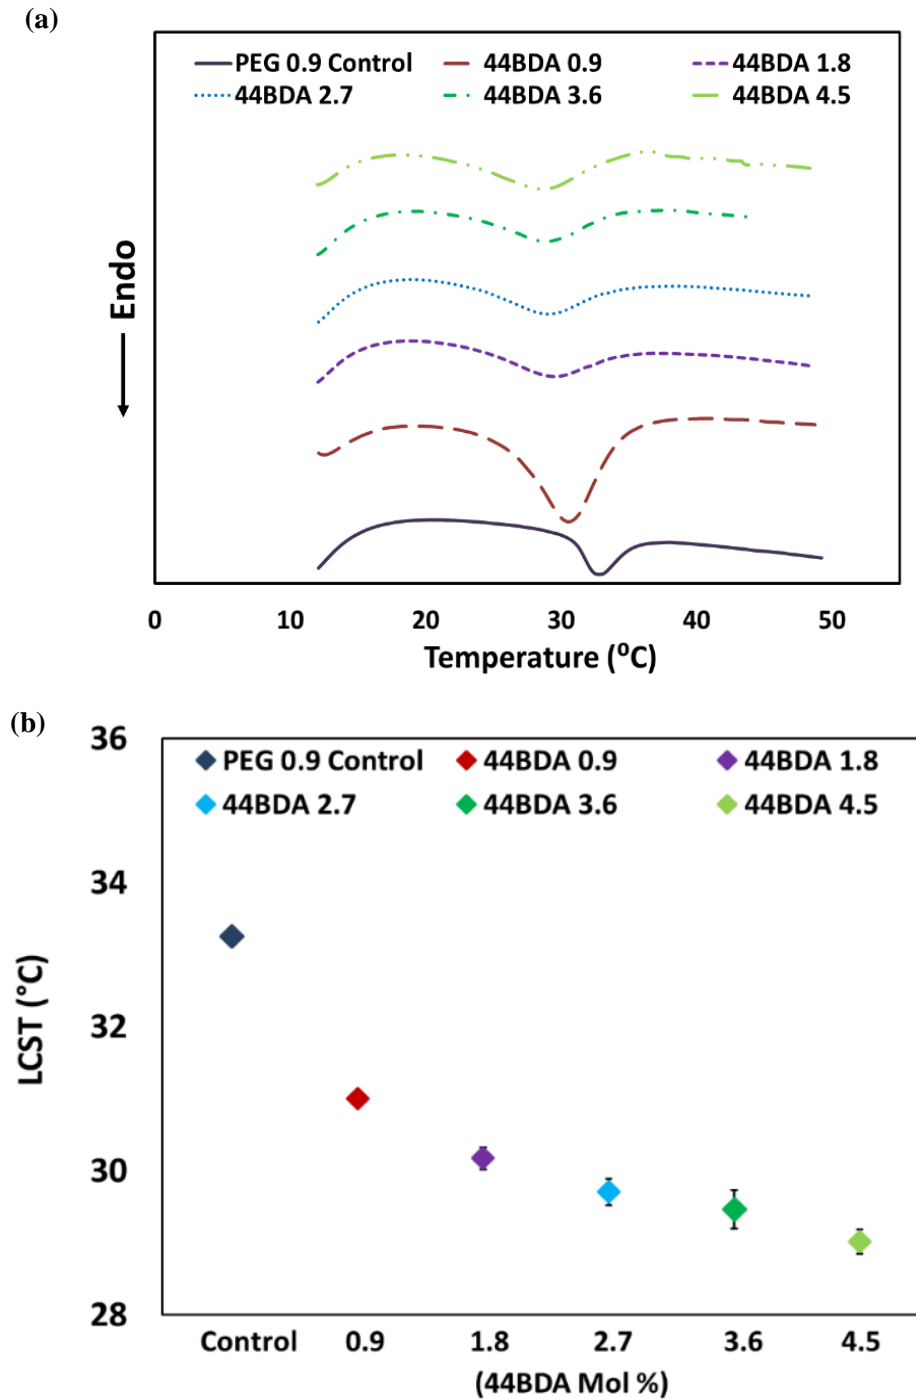 (a)
PEG 0.9 Control 44BDA 0.9 44BDA 1.8
44BDA 2.7 44BDA 3.6 44BDA 4.5
Endo
0 10 20 30 40 50
Temperature (⁰C)
(b)
36
PEG 0.9 Control 44BDA 0.9 44BDA 1.8
44BDA 2.7 44BDA 3.6 44BDA 4.5
34
32
LCST (°C)
30
28
Control 0.9 1.8 2.7 3.6 4.5
(44BDA Mol %)